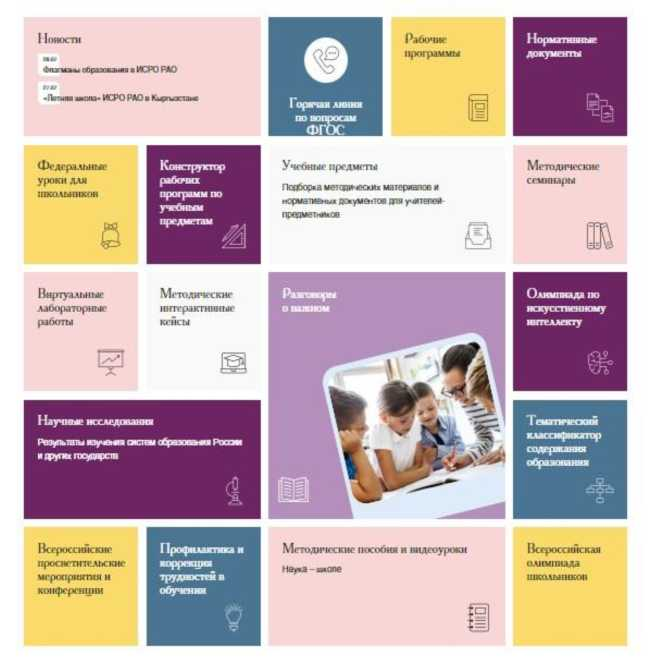 Новости
08.07
Флагманы образования в ИСРО РАО
07.07
«Летняя школа» ИСРО РАО в Кыргызстане
Горячая линия
по вопросам
ФГОС
Рабочие
программы
Нормативные
документы
Федеральные
уроки для
школьников
Конструктор
рабочих
программ по
учебным
предметам
Учебные предметы
Подборка методических материалов и
нормативных документов для учителей-
предметников
Методические
семинары
Виртуальные
лабораторные
работы
Методические
интерактивные
кейсы
Разговоры
о важном
Олимпиада по
искусственному
интеллекту
Научные исследования
Результаты изучения систем образования России
и других государств
Тематический
классификатор
содержания
образования
Всероссийские
просветительские
мероприятия и
конференции
Профилактика и
коррекция
трудностей в
обучении
Методические пособия и видеоуроки
Наука – школе
Всероссийская
олимпиада
школьников